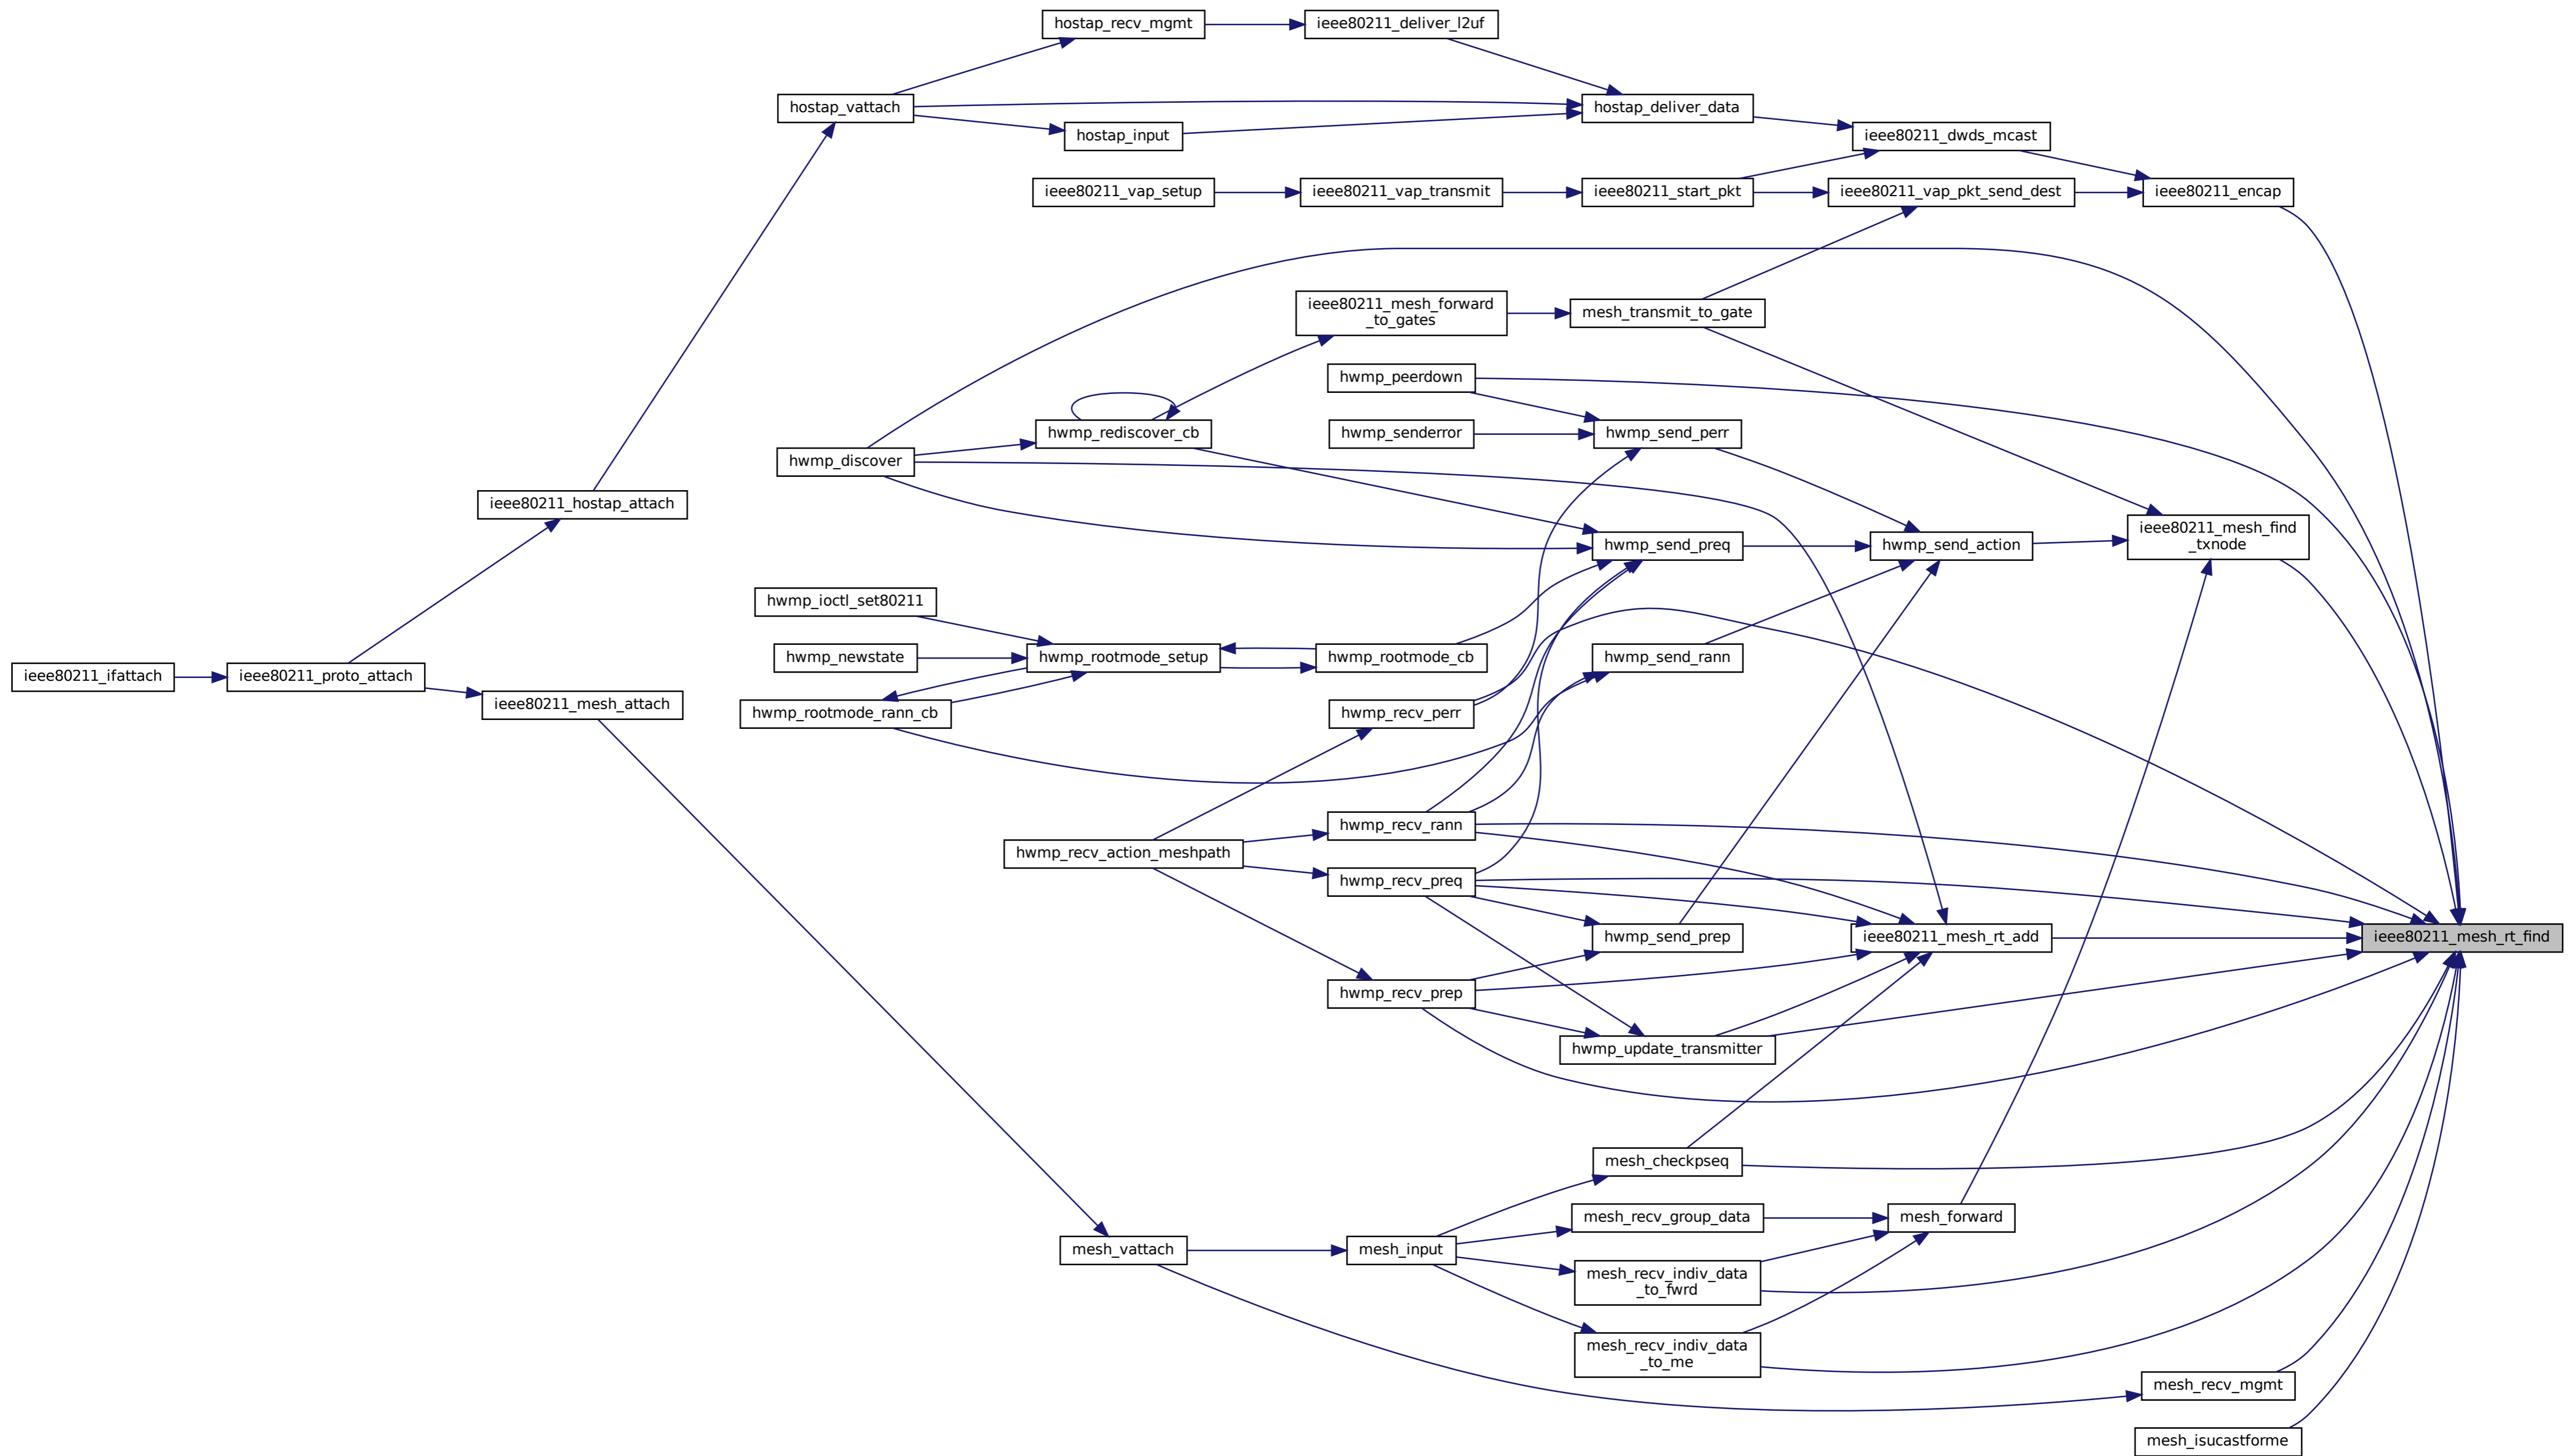 hostap_recv_mgmt
ieee80211_deliver_l2uf
hostap_vattach
hostap_deliver_data
hostap_input
ieee80211_dwds_mcast
ieee80211_vap_setup
ieee80211_vap_transmit
ieee80211_start_pkt
ieee80211_vap_pkt_send_dest
ieee80211_encap
ieee80211_mesh_forward
_to_gates
mesh_transmit_to_gate
hwmp_peerdown
hwmp_rediscover_cb
hwmp_senderror
hwmp_send_perr
hwmp_discover
ieee80211_hostap_attach
hwmp_send_preq
hwmp_send_action
ieee80211_mesh_find
_txnode
hwmp_ioctl_set80211
hwmp_newstate
hwmp_rootmode_setup
hwmp_rootmode_cb
hwmp_send_rann
ieee80211_ifattach
ieee80211_proto_attach
ieee80211_mesh_attach
hwmp_rootmode_rann_cb
hwmp_recv_perr
hwmp_recv_rann
hwmp_recv_action_meshpath
hwmp_recv_preq
hwmp_send_prep
ieee80211_mesh_rt_add
ieee80211_mesh_rt_find
hwmp_recv_prep
hwmp_update_transmitter
mesh_checkpseq
mesh_recv_group_data
mesh_forward
mesh_vattach
mesh_input
mesh_recv_indiv_data
_to_fwrd
mesh_recv_indiv_data
_to_me
mesh_recv_mgmt
mesh_isucastforme